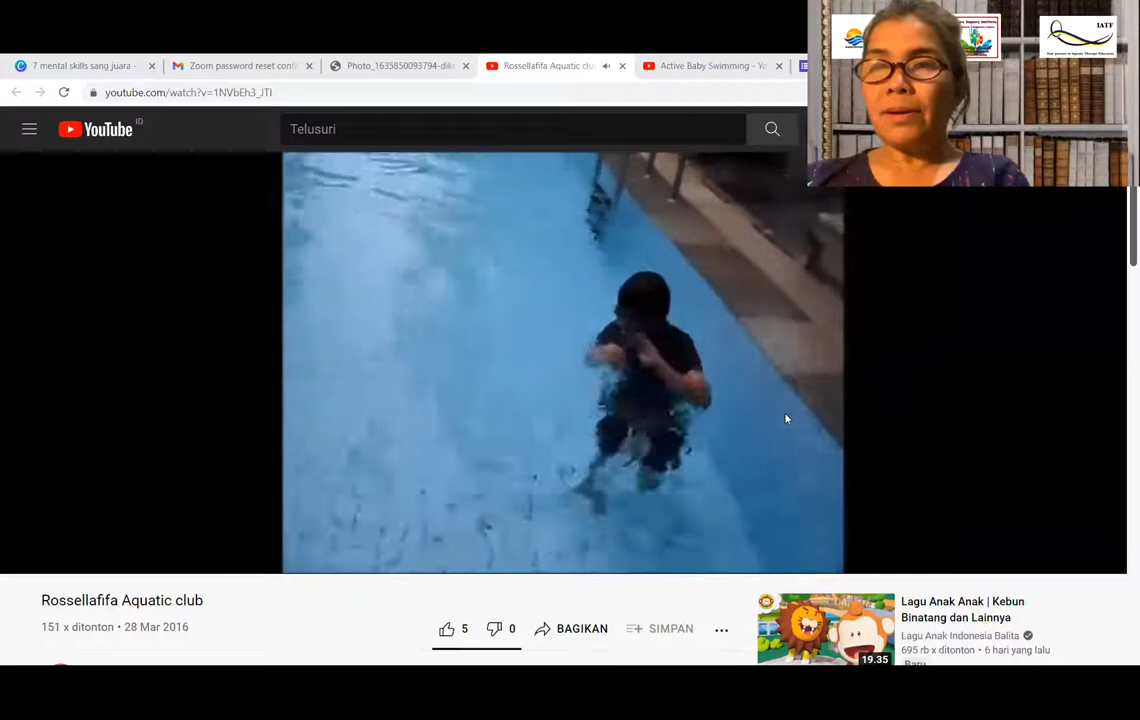 IATF
7 mental skills sang juara -
Zoom password reset confi
Photo_1635850093794-dik
Rossellafifa Aquatic clu
Active Baby Swimming - Yo
youtube.com/watch?v=1NVbEh3_JTI
YouTube ID
Telusuri
Rossellafifa Aquatic club
151 x ditonton • 28 Mar 2016
5
0
BAGIKAN
SIMPAN
19.35
Lagu Anak Anak | Kebun
Binatang dan Lainnya
Lagu Anak Indonesia Balita
695 rb x ditonton • 6 hari yang lalu
Baru